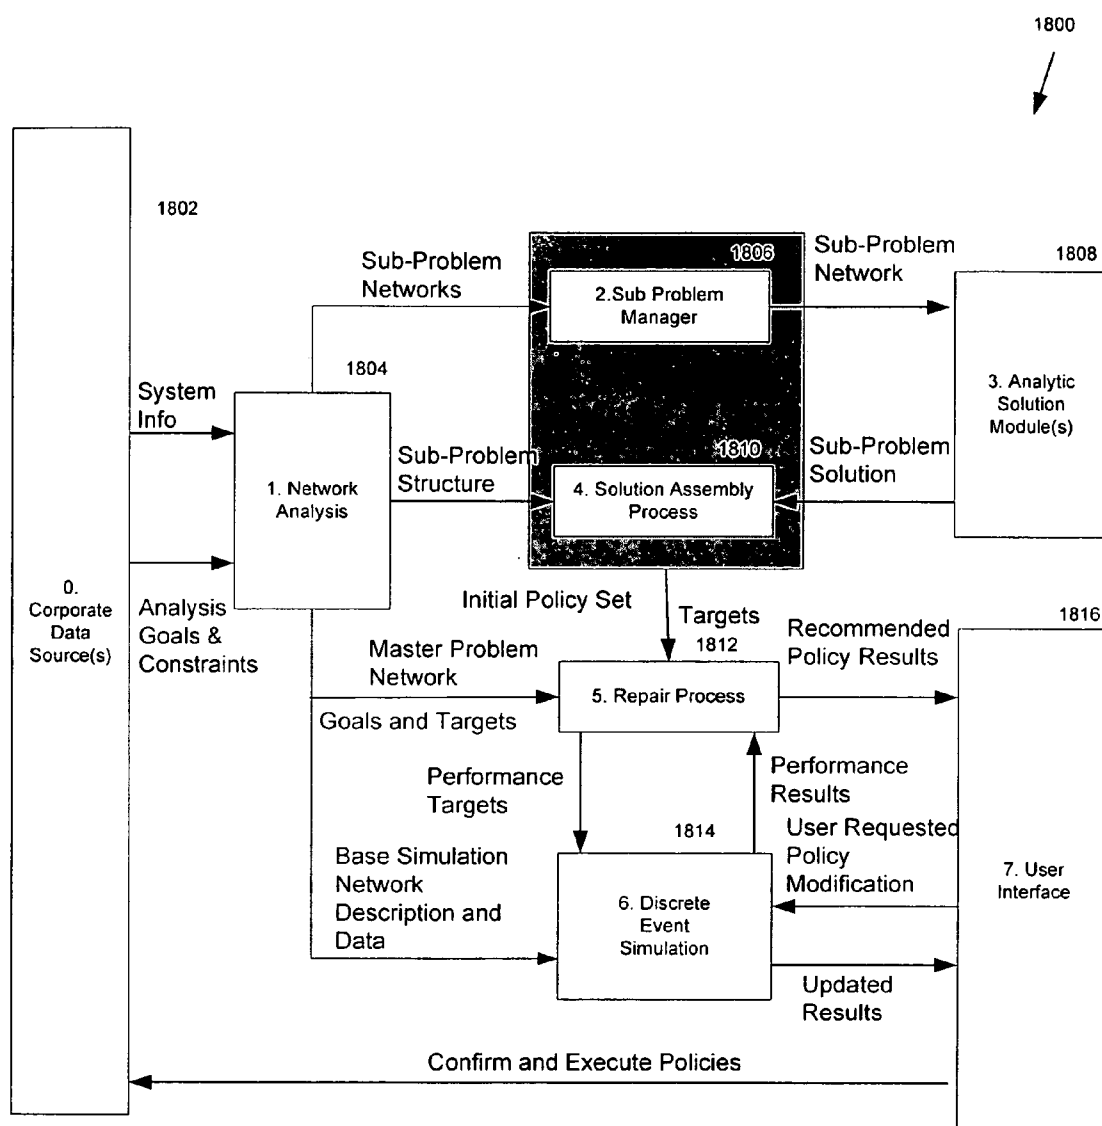 1800
1802
1806
Sub-Problem
Network
1808
Sub-Problem
Networks
2.Sub Problem
Manager
1804
System
Info
3. Analytic
Solution
Module(s)
1810
Sub-Problem
Structure
Sub-Problem
Solution
1. Network
Analysis
4. Solution Assembly
Process
0.
Corporate
Data
Source(s)
Analysis
Goals &
Constraints
Initial Policy Set
Targets
1812
Recommended
Policy Results
1816
Master Problem
Network
5. Repair Process
Goals and Targets
Performance
Targets
Performance
Results
1814
User Requested
Policy
Modification
Base Simulation
Network
Description and
Data
6. Discrete
Event
Simulation
7. User
Interface
Updated
Results
Confirm and Execute Policies